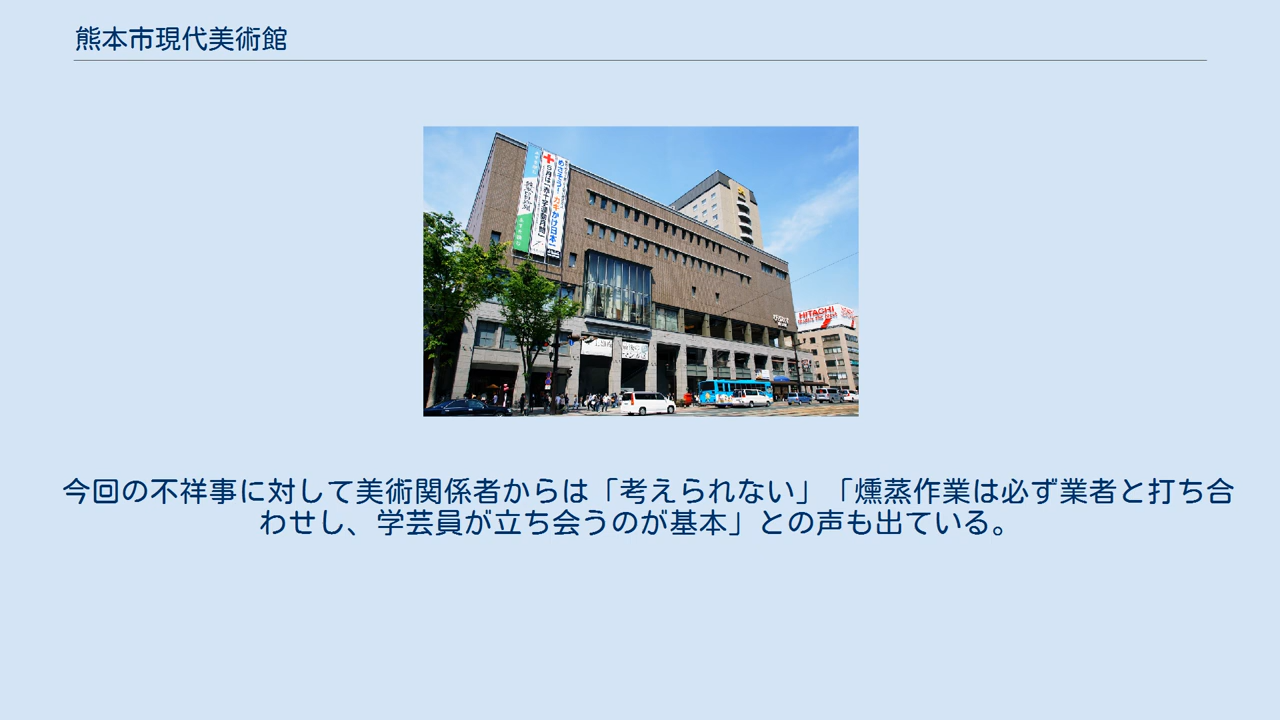 熊本市現代美術館
HITACHI
今回の不祥事に対して美術関係者からは「考えられない」「燻蒸作業は必ず業者と打ち合
わせし、学芸員が立ち会うのが基本」との声も出ている。